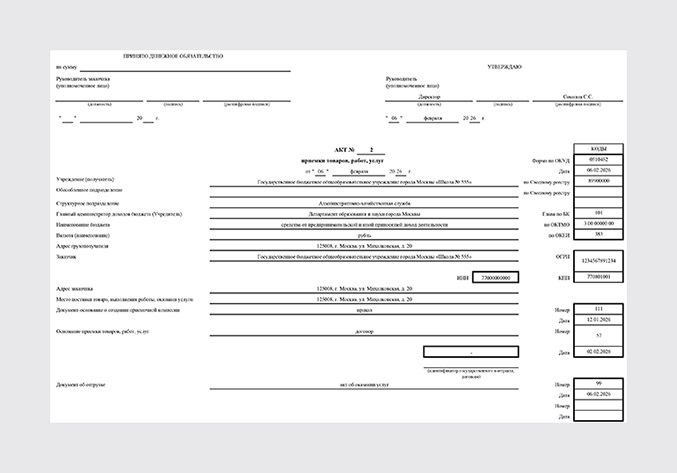 ПРИНЯТО ДЕНЕЖНОЕ ОБЯЗАТЕЛЬСТВО
на сумму
УТВЕРЖДАЮ
Руководитель заказчика
(уполномоченное лицо)
Руководитель
(уполномоченное лицо)
Директор Соколов С.С.
(должность) (подпись) (расшифровка подписи) (должность) (подпись) (расшифровка подписи)
" " 20 г. " 06 " февраля 20 26 г.
АКТ № 2 КОДЫ
приемки товаров, работ, услуг Форма по ОКУД 0510452
от " 06 " февраля 20 26 г. Дата 06.02.2026
Учреждение (получатель) Государственное бюджетное общеобразовательное учреждение города Москвы «Школа № 555» по Сводному реестру
Обособленное подразделение по Сводному реестру
Структурное подразделение Административно-хозяйственная служба
Главный администратор доходов бюджета (Учредитель) Департамент образования и науки города Москвы Глава по БК
Наименование бюджета средства от предпринимательской и иной приносящей доход деятельности по ОКТМО
Валюта (наименование) рубль по ОКЕИ 383
Адрес грузополучателя 125008, г. Москва, ул. Михалковская, д. 20
Заказчик Государственное бюджетное общеобразовательное учреждение города Москвы «Школа № 555» ОГРН 1234567891234
ИНН 77000000000 КПП 770001001
Адрес заказчика 125008, г. Москва, ул. Михалковская, д. 20
Место поставки товара, выполнения работы, оказания услуги 125008, г. Москва, ул. Михалковская, д. 20
Документ-основание о создании приемочной комиссии приказ Номер 111
Дата 12.01.2026
Основание приемки товаров, работ, услуг договор Номер 57
- Дата 02.02.2026
(идентификатор государственного контракта,
договора)
Документ об отгрузке акт об оказании услуг Номер 99
Дата 06.02.2026
Номер
Дата